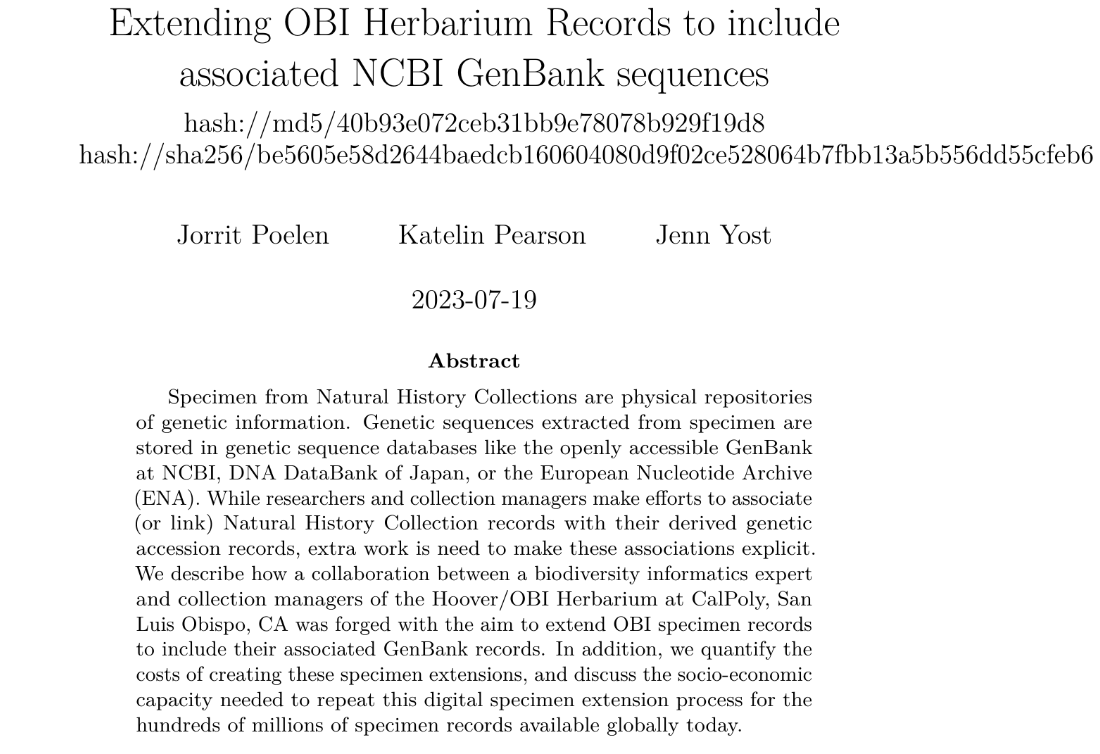 Extending OBI Herbarium Records to include
associated NCBI GenBank sequences
hash://md5/40b93e072ceb31bb9e78078b929f19d8
hash://sha256/be5605e58d2644baedcb160604080d9f02ce528064b7fbb13a5b556dd55cfeb6
Jorrit Poelen Katelin Pearson Jenn Yost
2023-07-19
Abstract
Specimen from Natural History Collections are physical repositories
of genetic information. Genetic sequences extracted from specimen are
stored in genetic sequence databases like the openly accessible GenBank
at NCBI, DNA DataBank of Japan, or the European Nucleotide Archive
(ENA). While researchers and collection managers make efforts to associate
(or link) Natural History Collection records with their derived genetic
accession records, extra work is need to make these associations explicit.
We describe how a collaboration between a biodiversity informatics expert
and collection managers of the Hoover/OBI Herbarium at CalPoly, San
Luis Obispo, CA was forged with the aim to extend OBI specimen records
to include their associated GenBank records. In addition, we quantify the
costs of creating these specimen extensions, and discuss the socio-economic
capacity needed to repeat this digital specimen extension process for the
hundreds of millions of specimen records available globally today.